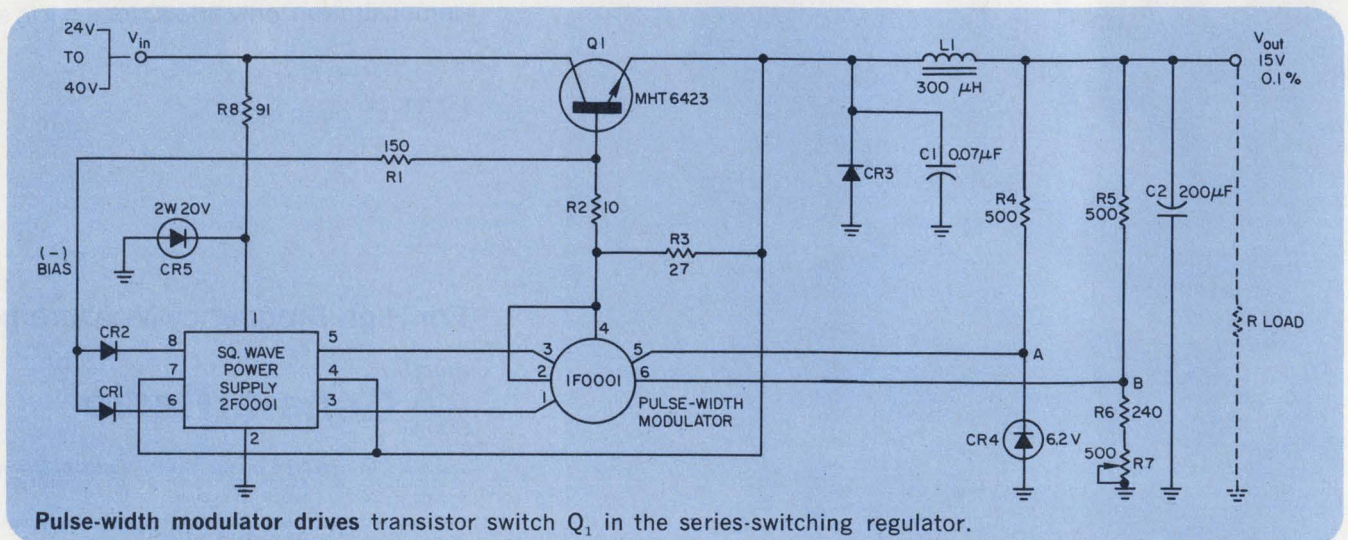 24V
TO
40V
Vin
Q1
MHT6423
L1
300 μH
Vout
15V
0.1%
R8 91
150
R1
R2 10
R3
27
CR3
C1 0.07μF
R4
500
R5
500
C2 200μF
2W 20V
CR5
(-)
BIAS
R LOAD
CR2
CR1
8
7
6
1
5
4
3
2
SQ. WAVE
POWER
SUPPLY
2F0001
3
2
1
4
5
6
1F0001
PULSE-WIDTH
MODULATOR
A
B
CR4
6.2V
R6 240
500
R7
Pulse-width modulator drives transistor switch Q1 in the series-switching regulator.